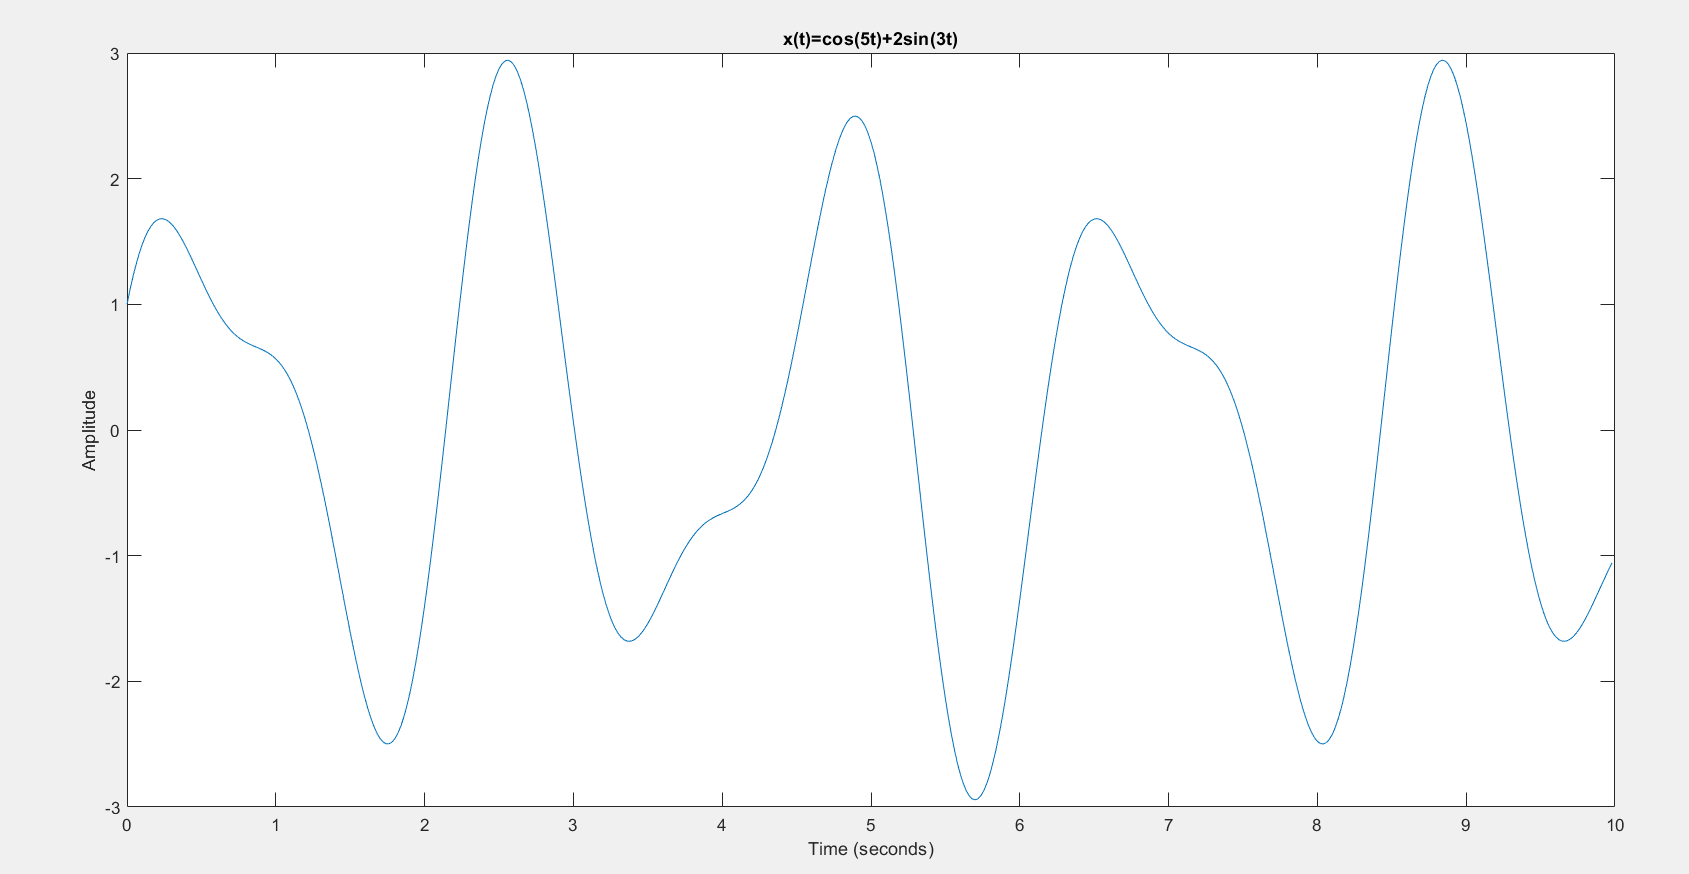 x(t)=cos(5t)+2sin(3t)
3
2
1
0
-1
-2
-3
Amplitude
0 1 2 3 4 5 6 7 8 9 10
Time (seconds)